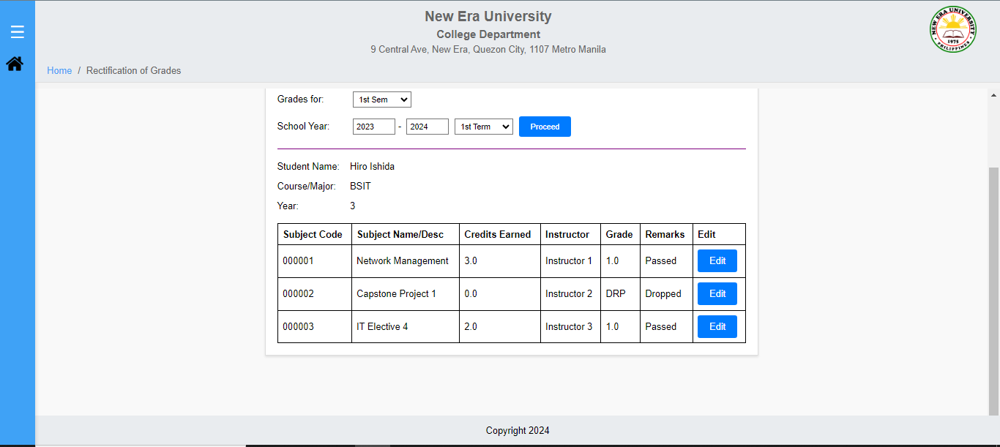 New Era University
College Department
9 Central Ave, New Era, Quezon City, 1107 Metro Manila
NEW ERA UNIVERSITY
1975
PHILIPPINES
Home / Rectification of Grades
Grades for: 1st Sem
School Year: 2023 - 2024 1st Term Proceed
Student Name: Hiro Ishida
Course/Major: BSIT
Year: 3
Subject Code Subject Name/Desc Credits Earned Instructor Grade Remarks Edit
000001 Network Management 3.0 Instructor 1 1.0 Passed Edit
000002 Capstone Project 1 0.0 Instructor 2 DRP Dropped Edit
000003 IT Elective 4 2.0 Instructor 3 1.0 Passed Edit
Copyright 2024